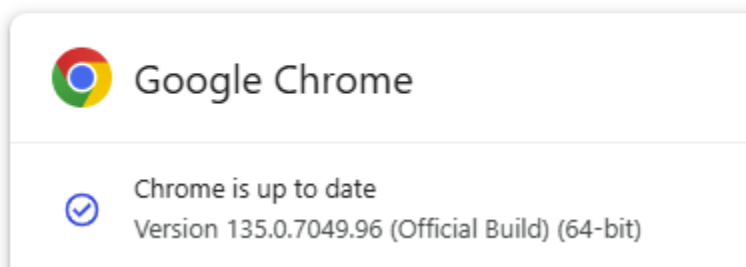 Google Chrome
Chrome is up to date
Version 135.0.7049.96 (Official Build) (64-bit)